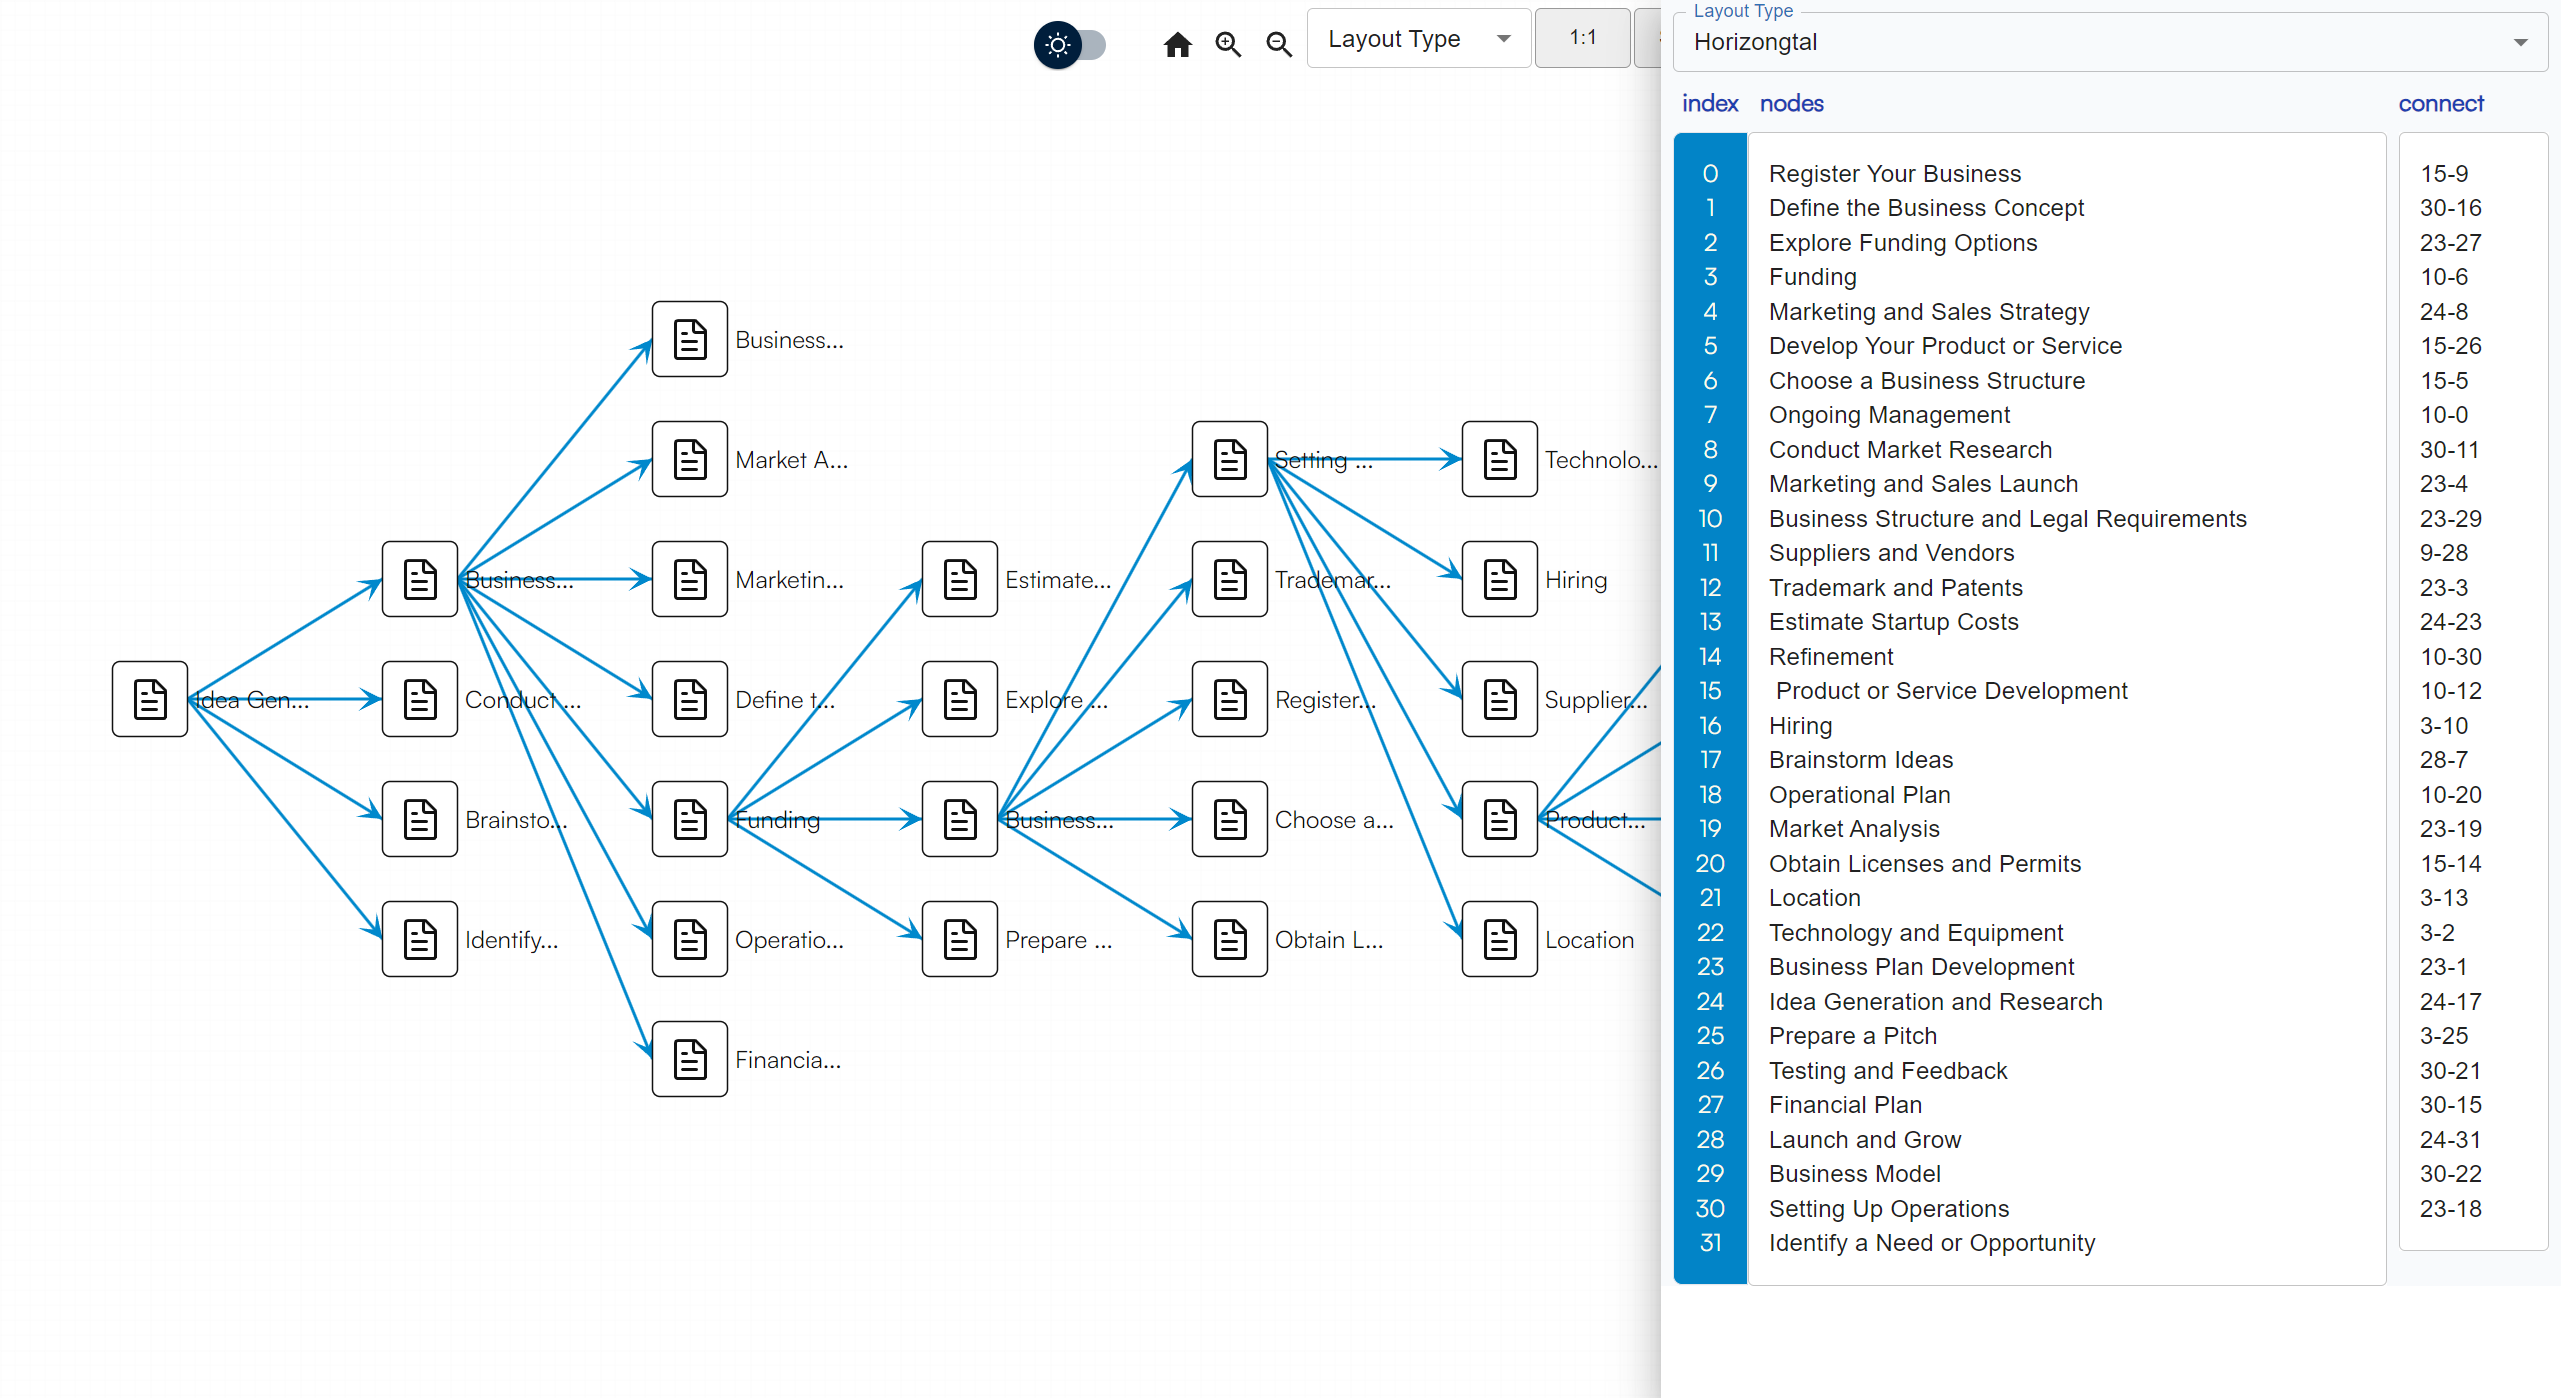 Layout Type
1:1
Business...
Market A...
Setting ...
Technolo...
Business...
Marketin...
Estimate...
Trademar...
Hiring
Idea Gen...
Conduct ...
Define t...
Explore ...
Register...
Supplier...
Brainsto...
Funding
Business...
Choose a...
Product...
Identify...
Operatio...
Prepare ...
Obtain L...
Location
Financia...
Layout Type
Horizongtal
index nodes connect
0 Register Your Business 15-9
1 Define the Business Concept 30-16
2 Explore Funding Options 23-27
3 Funding 10-6
4 Marketing and Sales Strategy 24-8
5 Develop Your Product or Service 15-26
6 Choose a Business Structure 15-5
7 Ongoing Management 10-0
8 Conduct Market Research 30-11
9 Marketing and Sales Launch 23-4
10 Business Structure and Legal Requirements 23-29
11 Suppliers and Vendors 9-28
12 Trademark and Patents 23-3
13 Estimate Startup Costs 24-23
14 Refinement 10-30
15 Product or Service Development 10-12
16 Hiring 3-10
17 Brainstorm Ideas 28-7
18 Operational Plan 10-20
19 Market Analysis 23-19
20 Obtain Licenses and Permits 15-14
21 Location 3-13
22 Technology and Equipment 3-2
23 Business Plan Development 23-1
24 Idea Generation and Research 24-17
25 Prepare a Pitch 3-25
26 Testing and Feedback 30-21
27 Financial Plan 30-15
28 Launch and Grow 24-31
29 Business Model 30-22
30 Setting Up Operations 23-18
31 Identify a Need or Opportunity